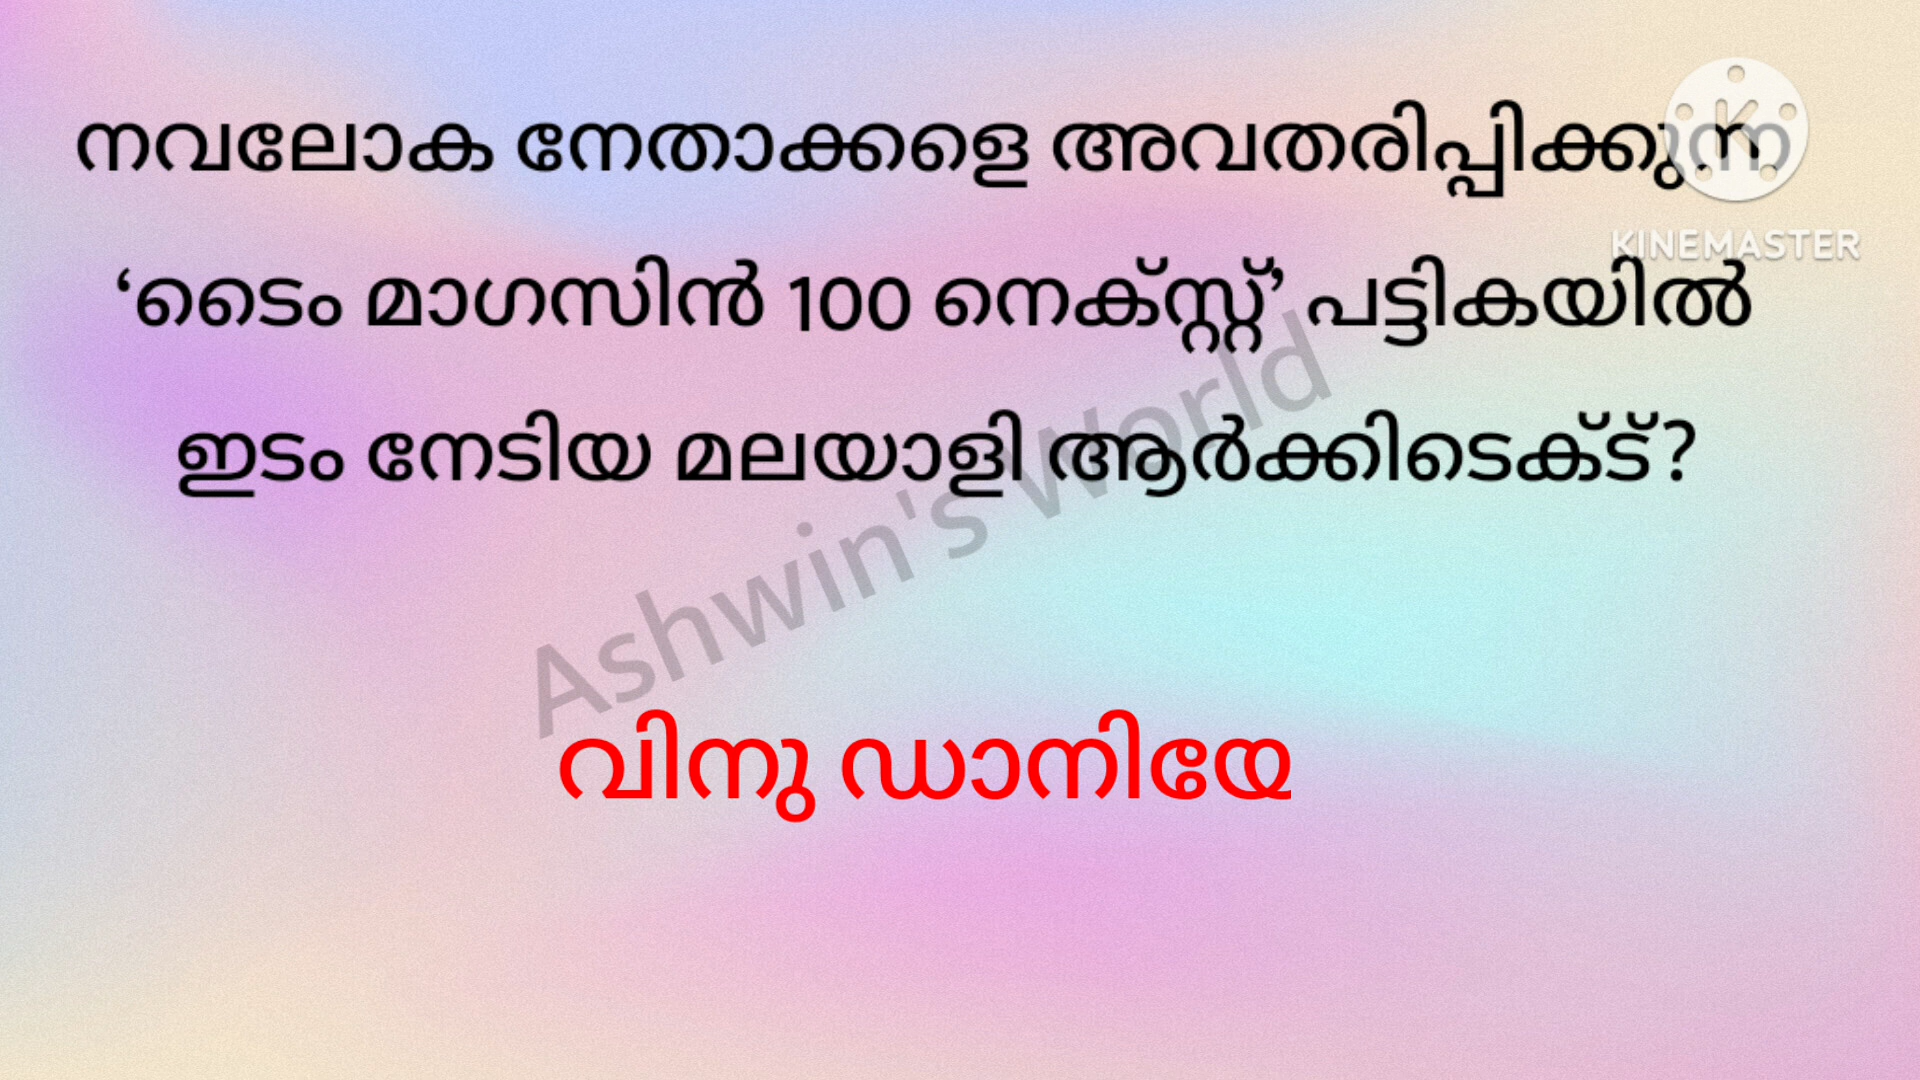 നവലോക നേതാക്കളെ അവതരിപ്പിക്കുന്ന
KINEMASTER
‘ടൈം മാഗസിൻ 100 നെക്സ്റ്റ്’ പട്ടികയിൽ
ഇടം നേടിയ മലയാളി ആർക്കിടെക്ട്?
Ashwin's World
വിനു ഡാനിയേ